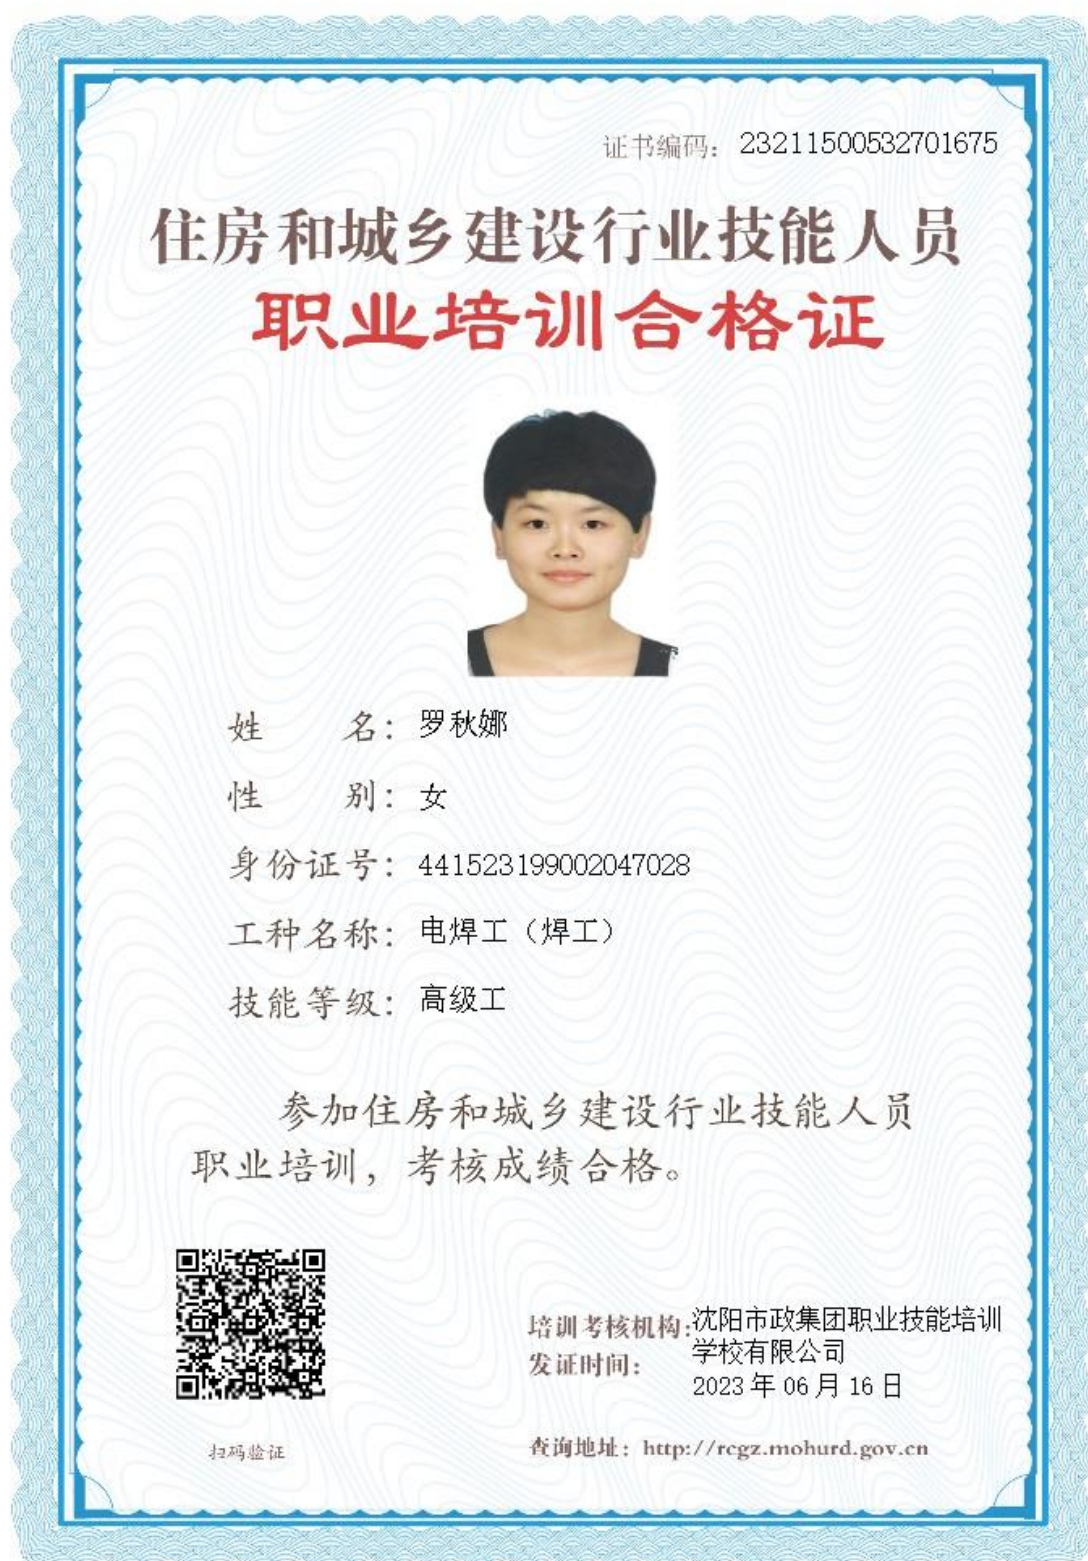 证书编码：23211500532701675
住房和城乡建设行业技能人员
职业培训合格证
姓名：罗秋娜
性别：女
身份证号：441523199002047028
工种名称：电焊工（焊工）
技能等级：高级工
参加住房和城乡建设行业技能人员
职业培训，考核成绩合格。
培训考核机构：沈阳市政集团职业技能培训
学校有限公司
发证时间：2023 年 06 月 16 日
扫码验证
查询地址：http://rcgz.mohurd.gov.cn